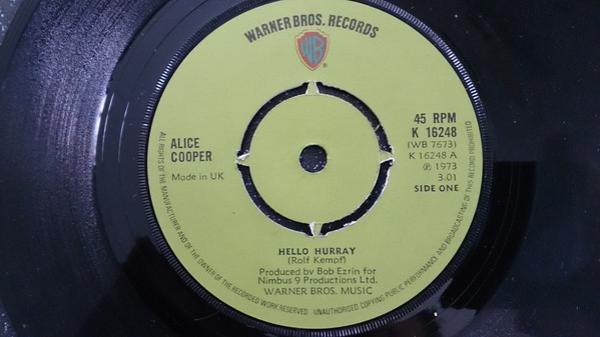 WARNER BROS. RECORDS
WB
ALICE
COOPER
Made in UK
45 RPM
K 16248
(WB 7673)
K 16248 A
℗ 1973
3.01
SIDE ONE
HELLO HURRAY
(Rolf Kempf)
Produced by Bob Ezrin for
Nimbus 9 Productions Ltd.
WARNER BROS. MUSIC
ALL RIGHTS OF THE MANUFACTURER AND OF THE OWNER OF THE RECORDED WORK RESERVED UNAUTHORISED COPYING PUBLIC PERFORMANCE AND BROADCASTING OF THIS RECORD PROHIBITED